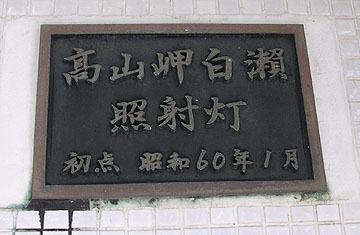 高山岬白瀬
照射灯
初点 昭和60年1月